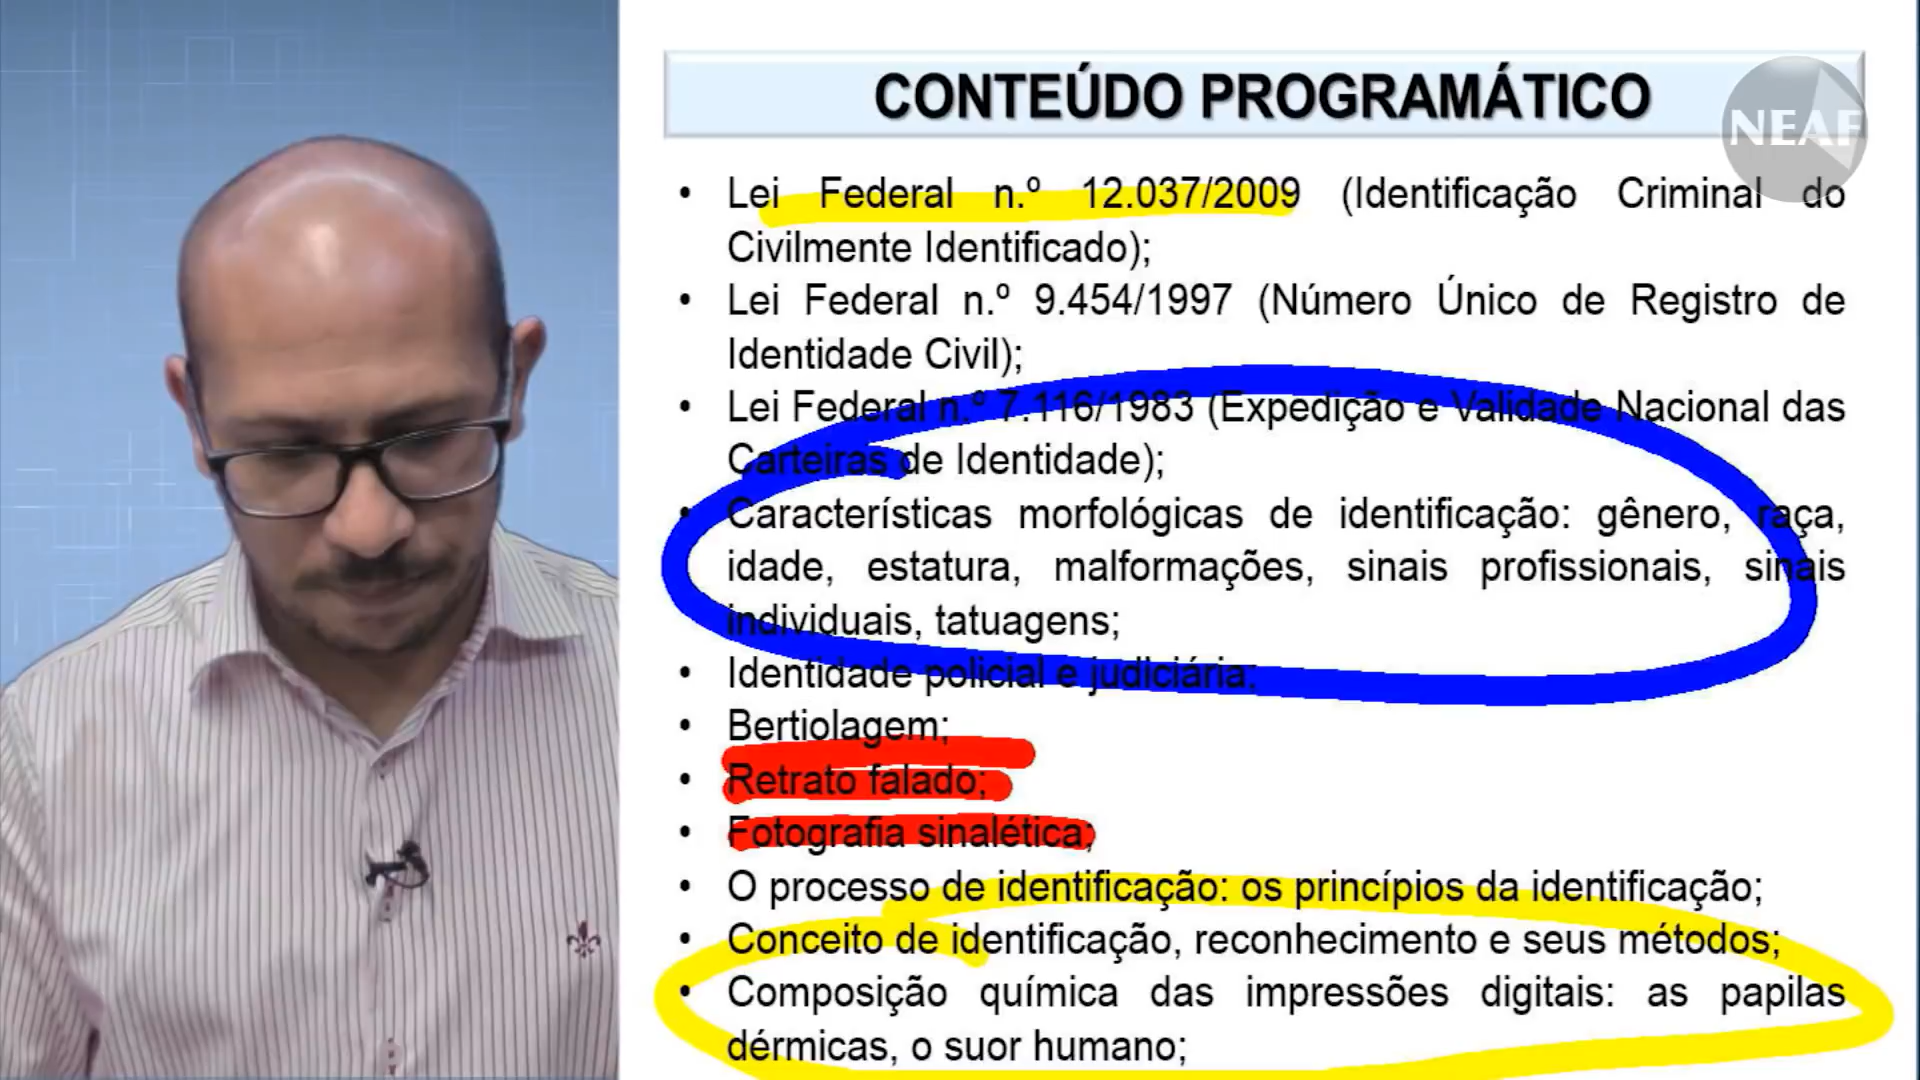 CONTEÚDO PROGRAMÁTICO
NEAF
• Lei Federal n.º 12.037/2009 (Identificação Criminal do
Civilmente Identificado);
• Lei Federal n.º 9.454/1997 (Número Único de Registro de
Identidade Civil);
• Lei Federal n.º 7.116/1983 (Expedição e Validade Nacional das
Carteiras de Identidade);
• Características morfológicas de identificação: gênero, raça,
idade, estatura, malformações, sinais profissionais, sinais
individuais, tatuagens;
• Identidade policial e judiciária;
• Bertiolagem;
• Retrato falado;
• Fotografia sinalética;
• O processo de identificação: os princípios da identificação;
• Conceito de identificação, reconhecimento e seus métodos;
• Composição química das impressões digitais: as papilas
dérmicas, o suor humano;